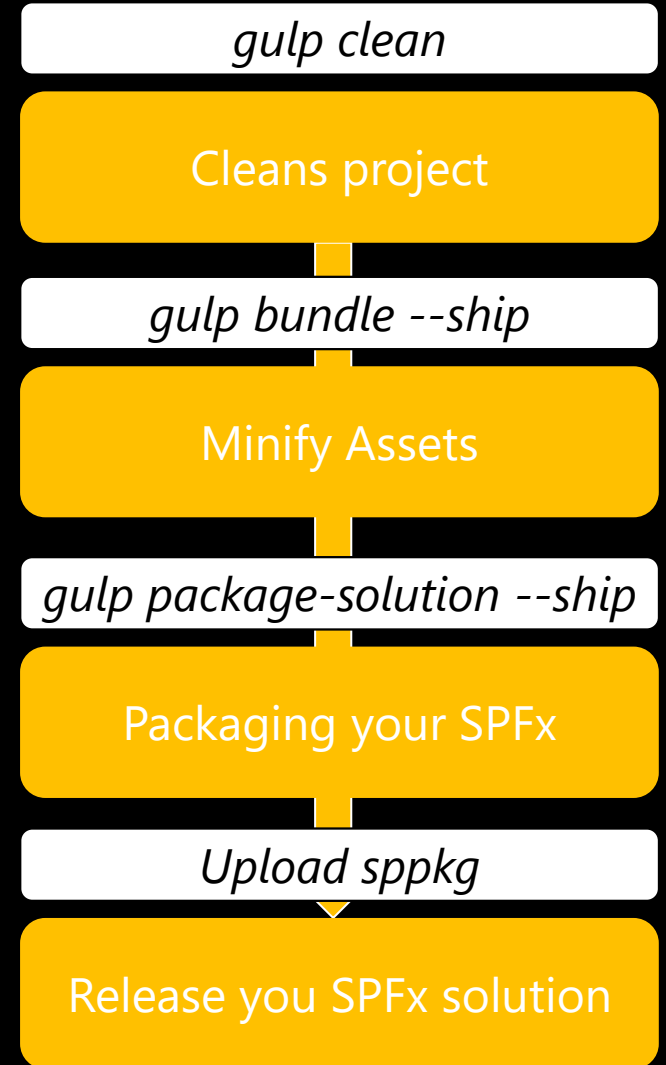 gulp clean
Cleans project
gulp bundle --ship
Minify Assets
gulp package-solution --ship
Packaging your SPFx
Upload sppkg
Release you SPFx solution